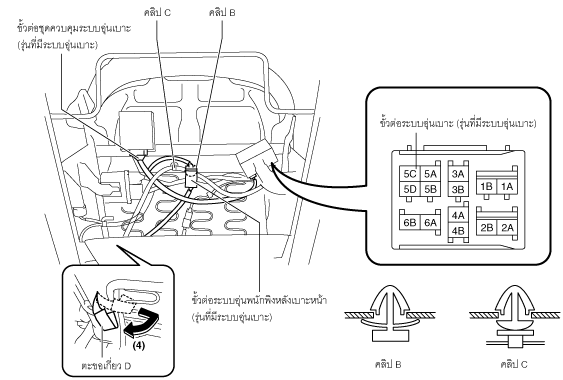 คลิป C
คลิป B
ขั้วต่อชุดควบคุมระบบอุ่นเบาะ
(รุ่นที่มีระบบอุ่นเบาะ)
ขั้วต่อระบบอุ่นเบาะ (รุ่นที่มีระบบอุ่นเบาะ)
5C 5A 3A
5D 5B 3B 1B 1A
6B 6A 4A
4B 2B 2A
ขั้วต่อระบบอุ่นพนักพิงหลังเบาะหน้า
(รุ่นที่มีระบบอุ่นเบาะ)
(4)
ตะขอเกี่ยว D
คลิป B
คลิป C